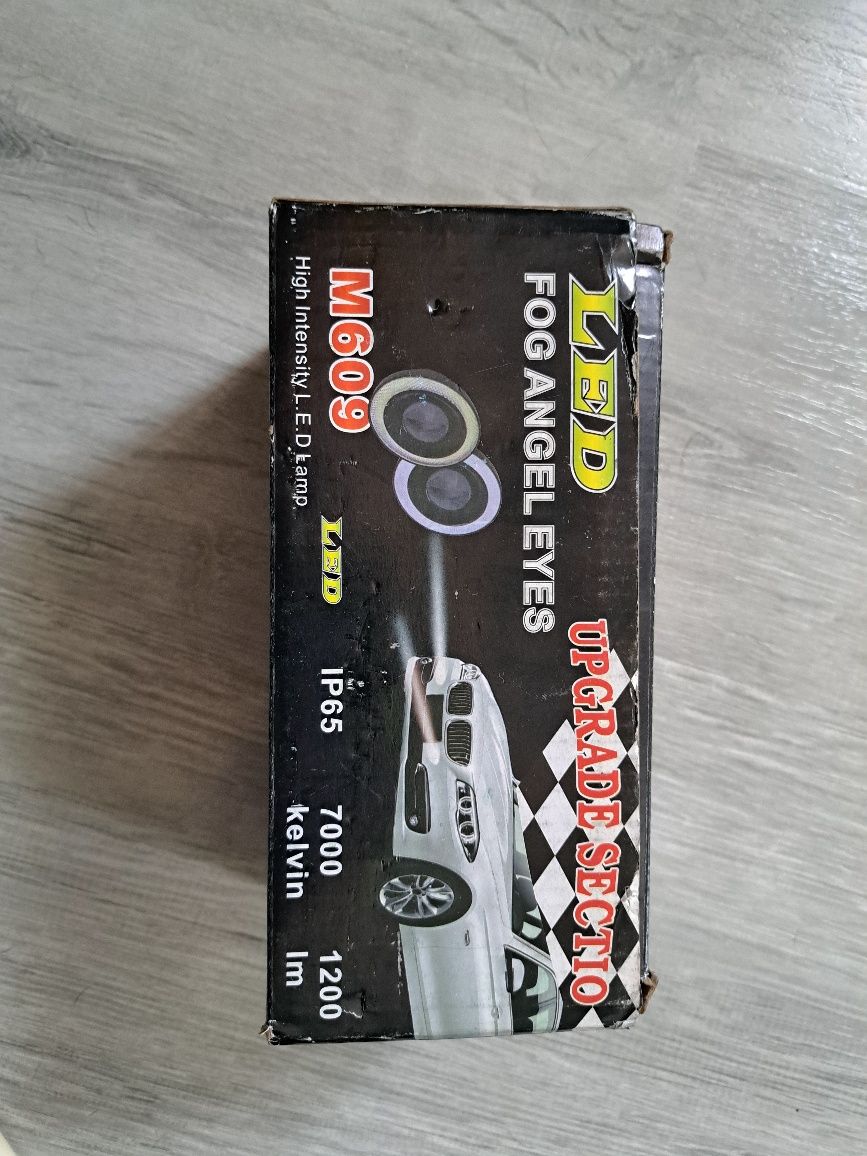 LED
UPGRADE SECTIO
FOG ANGEL EYES
M609
High Intensity L.E.D Lamp
LED
IP65
7000
kelvin
1200
lm